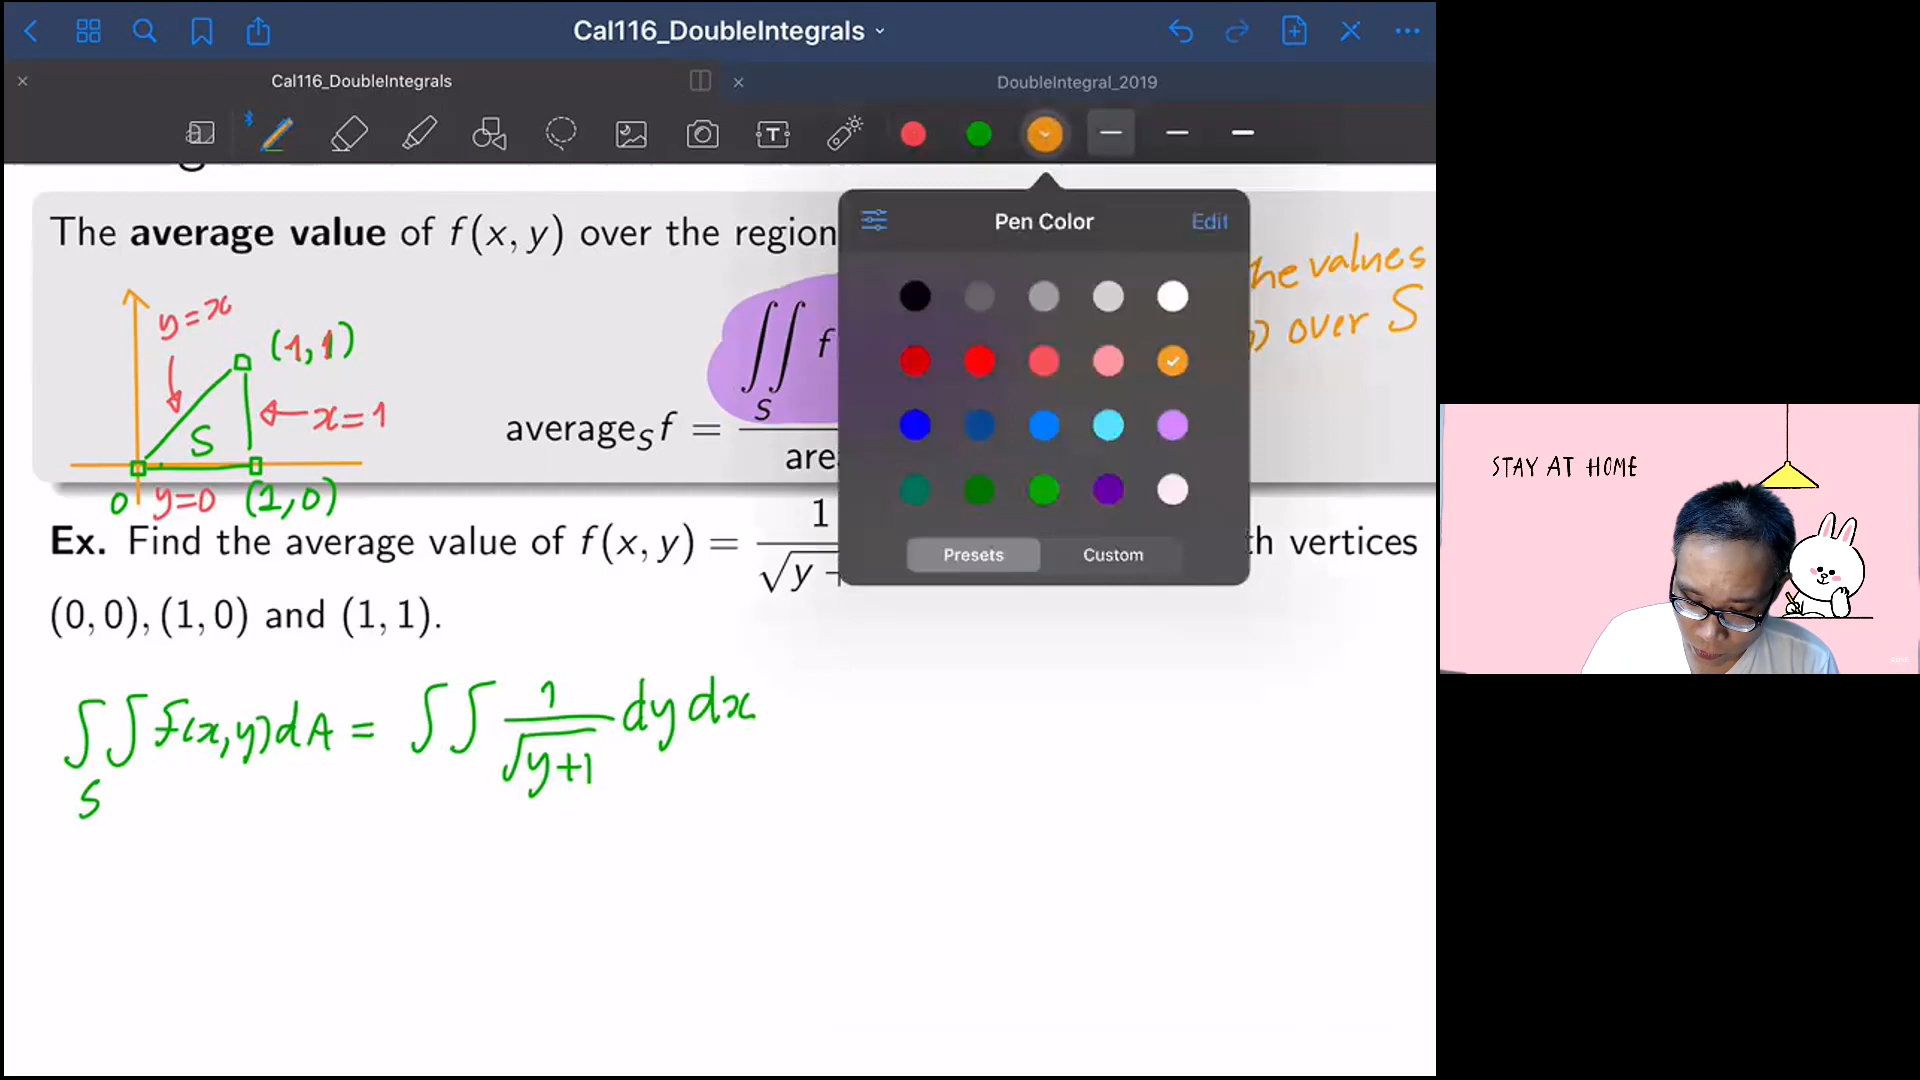 Cal116_DoubleIntegrals
Cal116_DoubleIntegrals
DoubleIntegral_2019
T
The average value of f(x, y) over the region
Pen Color
Edit
Presets
Custom
he values
) over S
y=x
(1,1)
x=1
S
0 y=0 (1,0)
average_S f = ∬_S f
are
Ex. Find the average value of f(x, y) = 1/√y + h vertices
(0, 0), (1, 0) and (1, 1).
∬_S f(x,y)dA = ∬ 1/√y+1 dy dx
STAY AT HOME